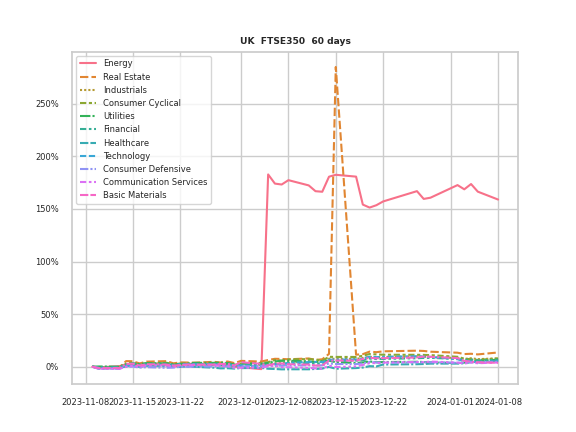 UK FTSE350 60 days
Energy
Real Estate
Industrials
Consumer Cyclical
Utilities
Financial
Healthcare
Technology
Consumer Defensive
Communication Services
Basic Materials
250%
200%
150%
100%
50%
0%
2023-11-08 2023-11-15 2023-11-22 2023-12-01 2023-12-08 2023-12-15 2023-12-22 2024-01-01 2024-01-08